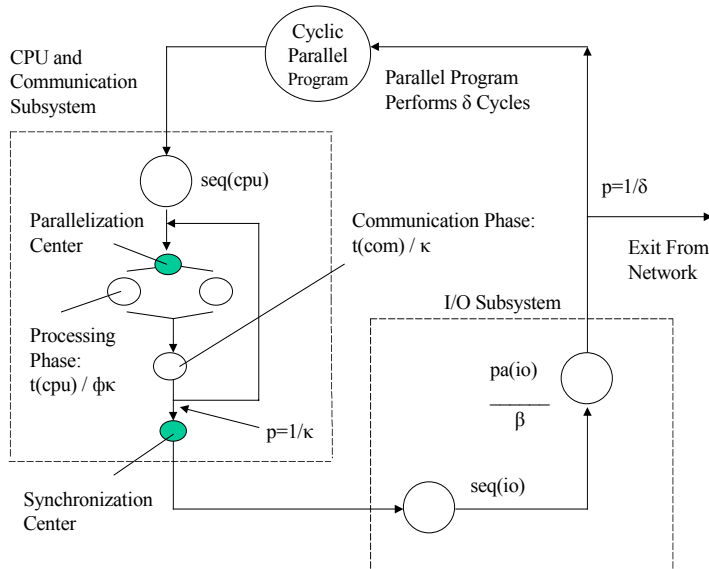 Cyclic
Parallel
Program
CPU and
Communication
Subsystem
Parallel Program
Performs δ Cycles
seq(cpu)
p=1/δ
Parallelization
Center
Communication Phase:
t(com) / κ
Exit From
Network
I/O Subsystem
Processing
Phase:
t(cpu) / ϕκ
pa(io)
β
p=1/κ
Synchronization
Center
seq(io)